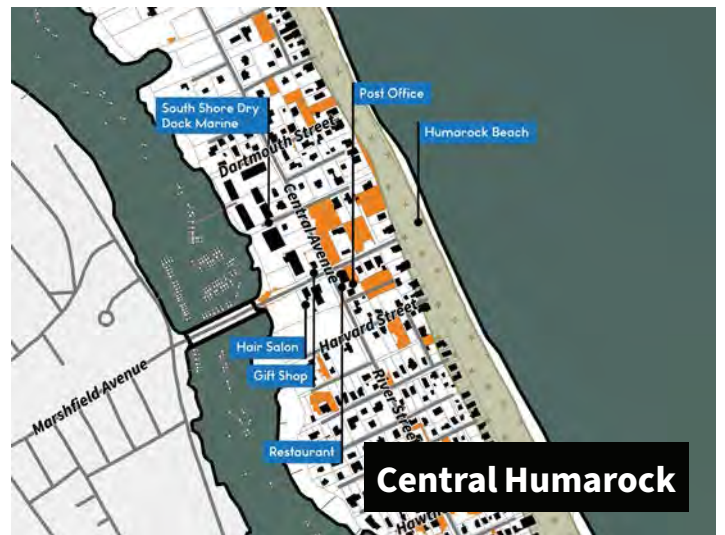 Post Office
South Shore Dry
Dock Marine
Humarock Beach
Dartmouth Street
Central Avenue
Harvard Street
Hair Salon
Gift Shop
Marshfield Avenue
River Street
Restaurant
Central Humarock